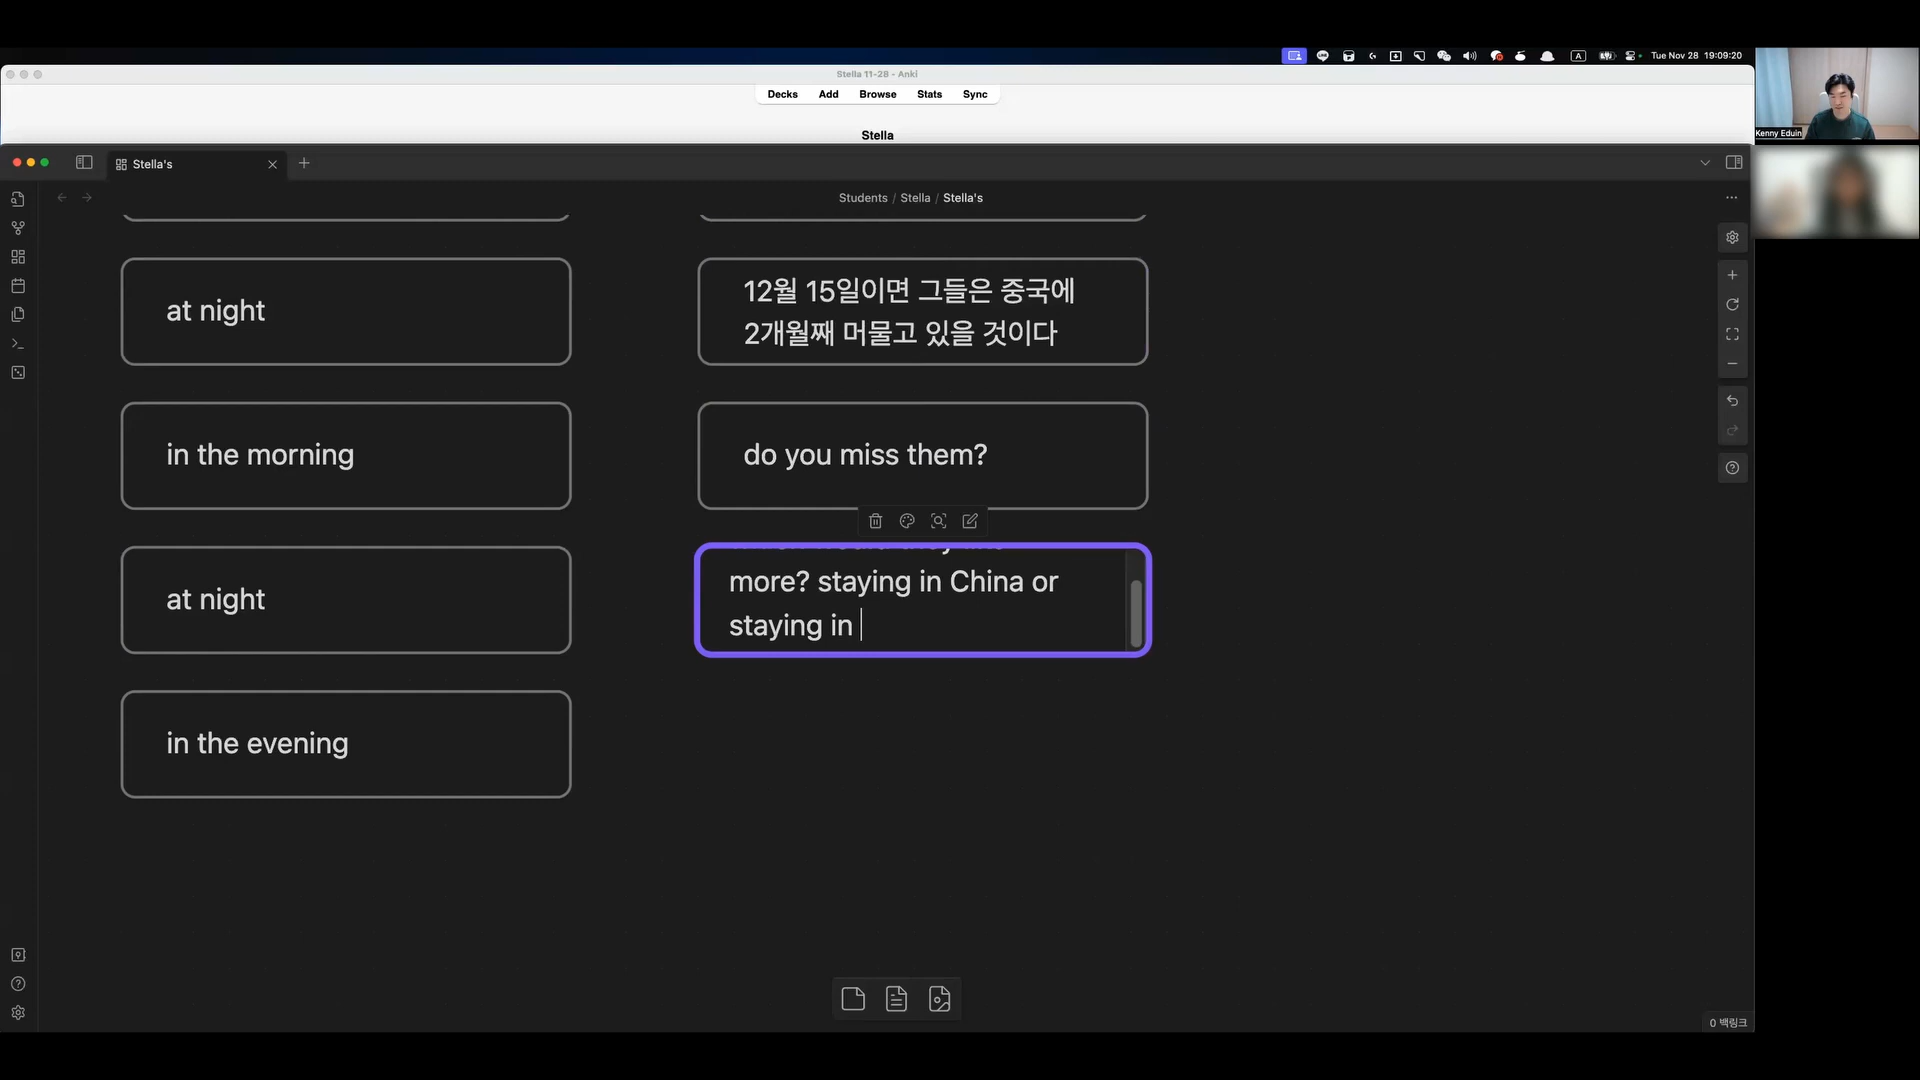 Tue Nov 28 19:09:20
Stella 11-28 - Anki
Decks Add Browse Stats Sync
Stella
Kenny Eduin
Stella's
Students / Stella / Stella's
at night
12월 15일이면 그들은 중국에
2개월째 머물고 있을 것이다
in the morning
do you miss them?
at night
more? staying in China or
staying in
in the evening
0 백링크